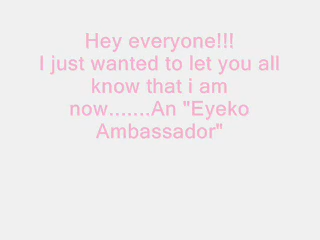 Hey everyone!!!
I just wanted to let you all
know that i am
now.......An "Eyeko
Ambassador"